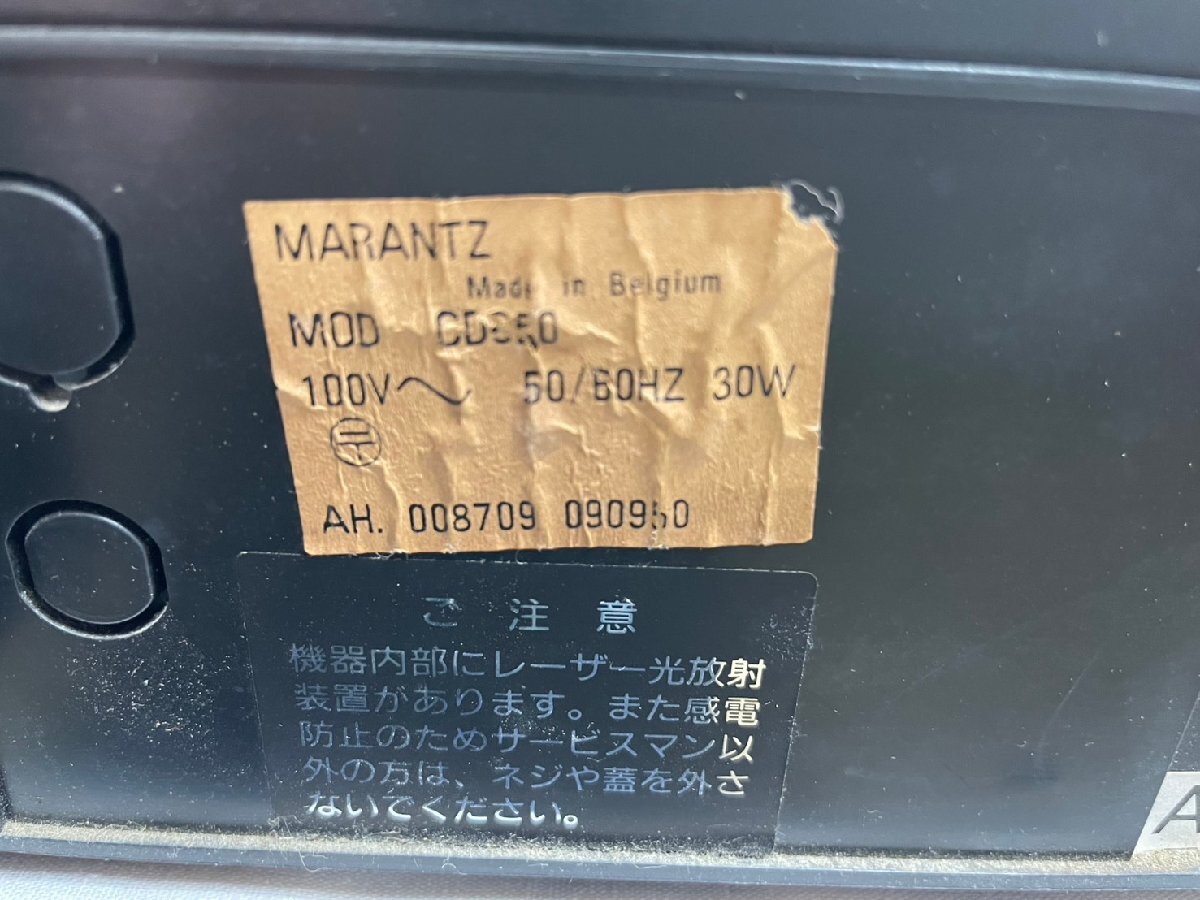 MARANTZ
Made in Belgium
MOD
100V～ 50/60HZ 30W
AH. 008709 090950
ご注意
機器内部にレーザー光放射
装置があります。また感電
防止のためサービスマン以
外の方は、ネジや蓋を外さ
ないでください。
A